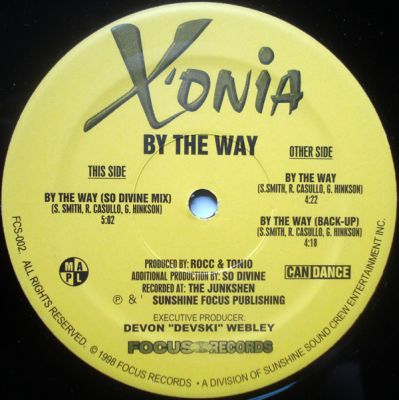 X'ONIA
BY THE WAY
THIS SIDE
BY THE WAY (SO DIVINE MIX)
(S. SMITH, R. CASULLO, G. HINKSON)
5:02
OTHER SIDE
BY THE WAY
(S.SMITH, R. CASULLO, G. HINKSON)
4:22
BY THE WAY (BACK-UP)
(S.SMITH, R. CASULLO, G. HINKSON)
4:18
MAPL
PRODUCED BY: ROCC & TONIO
ADDITIONAL PRODUCTION BY: SO DIVINE
RECORDED AT: THE JUNKSHEN
℗ &
SUNSHINE FOCUS PUBLISHING
CAN DANCE
EXECUTIVE PRODUCER:
DEVON "DEVSKI" WEBLEY
FOCUS RECORDS
FCS-002. ALL RIGHTS RESERVED. © 1998 FOCUS RECORDS • A DIVISION OF SUNSHINE SOUND CREW ENTERTAINMENT INC.